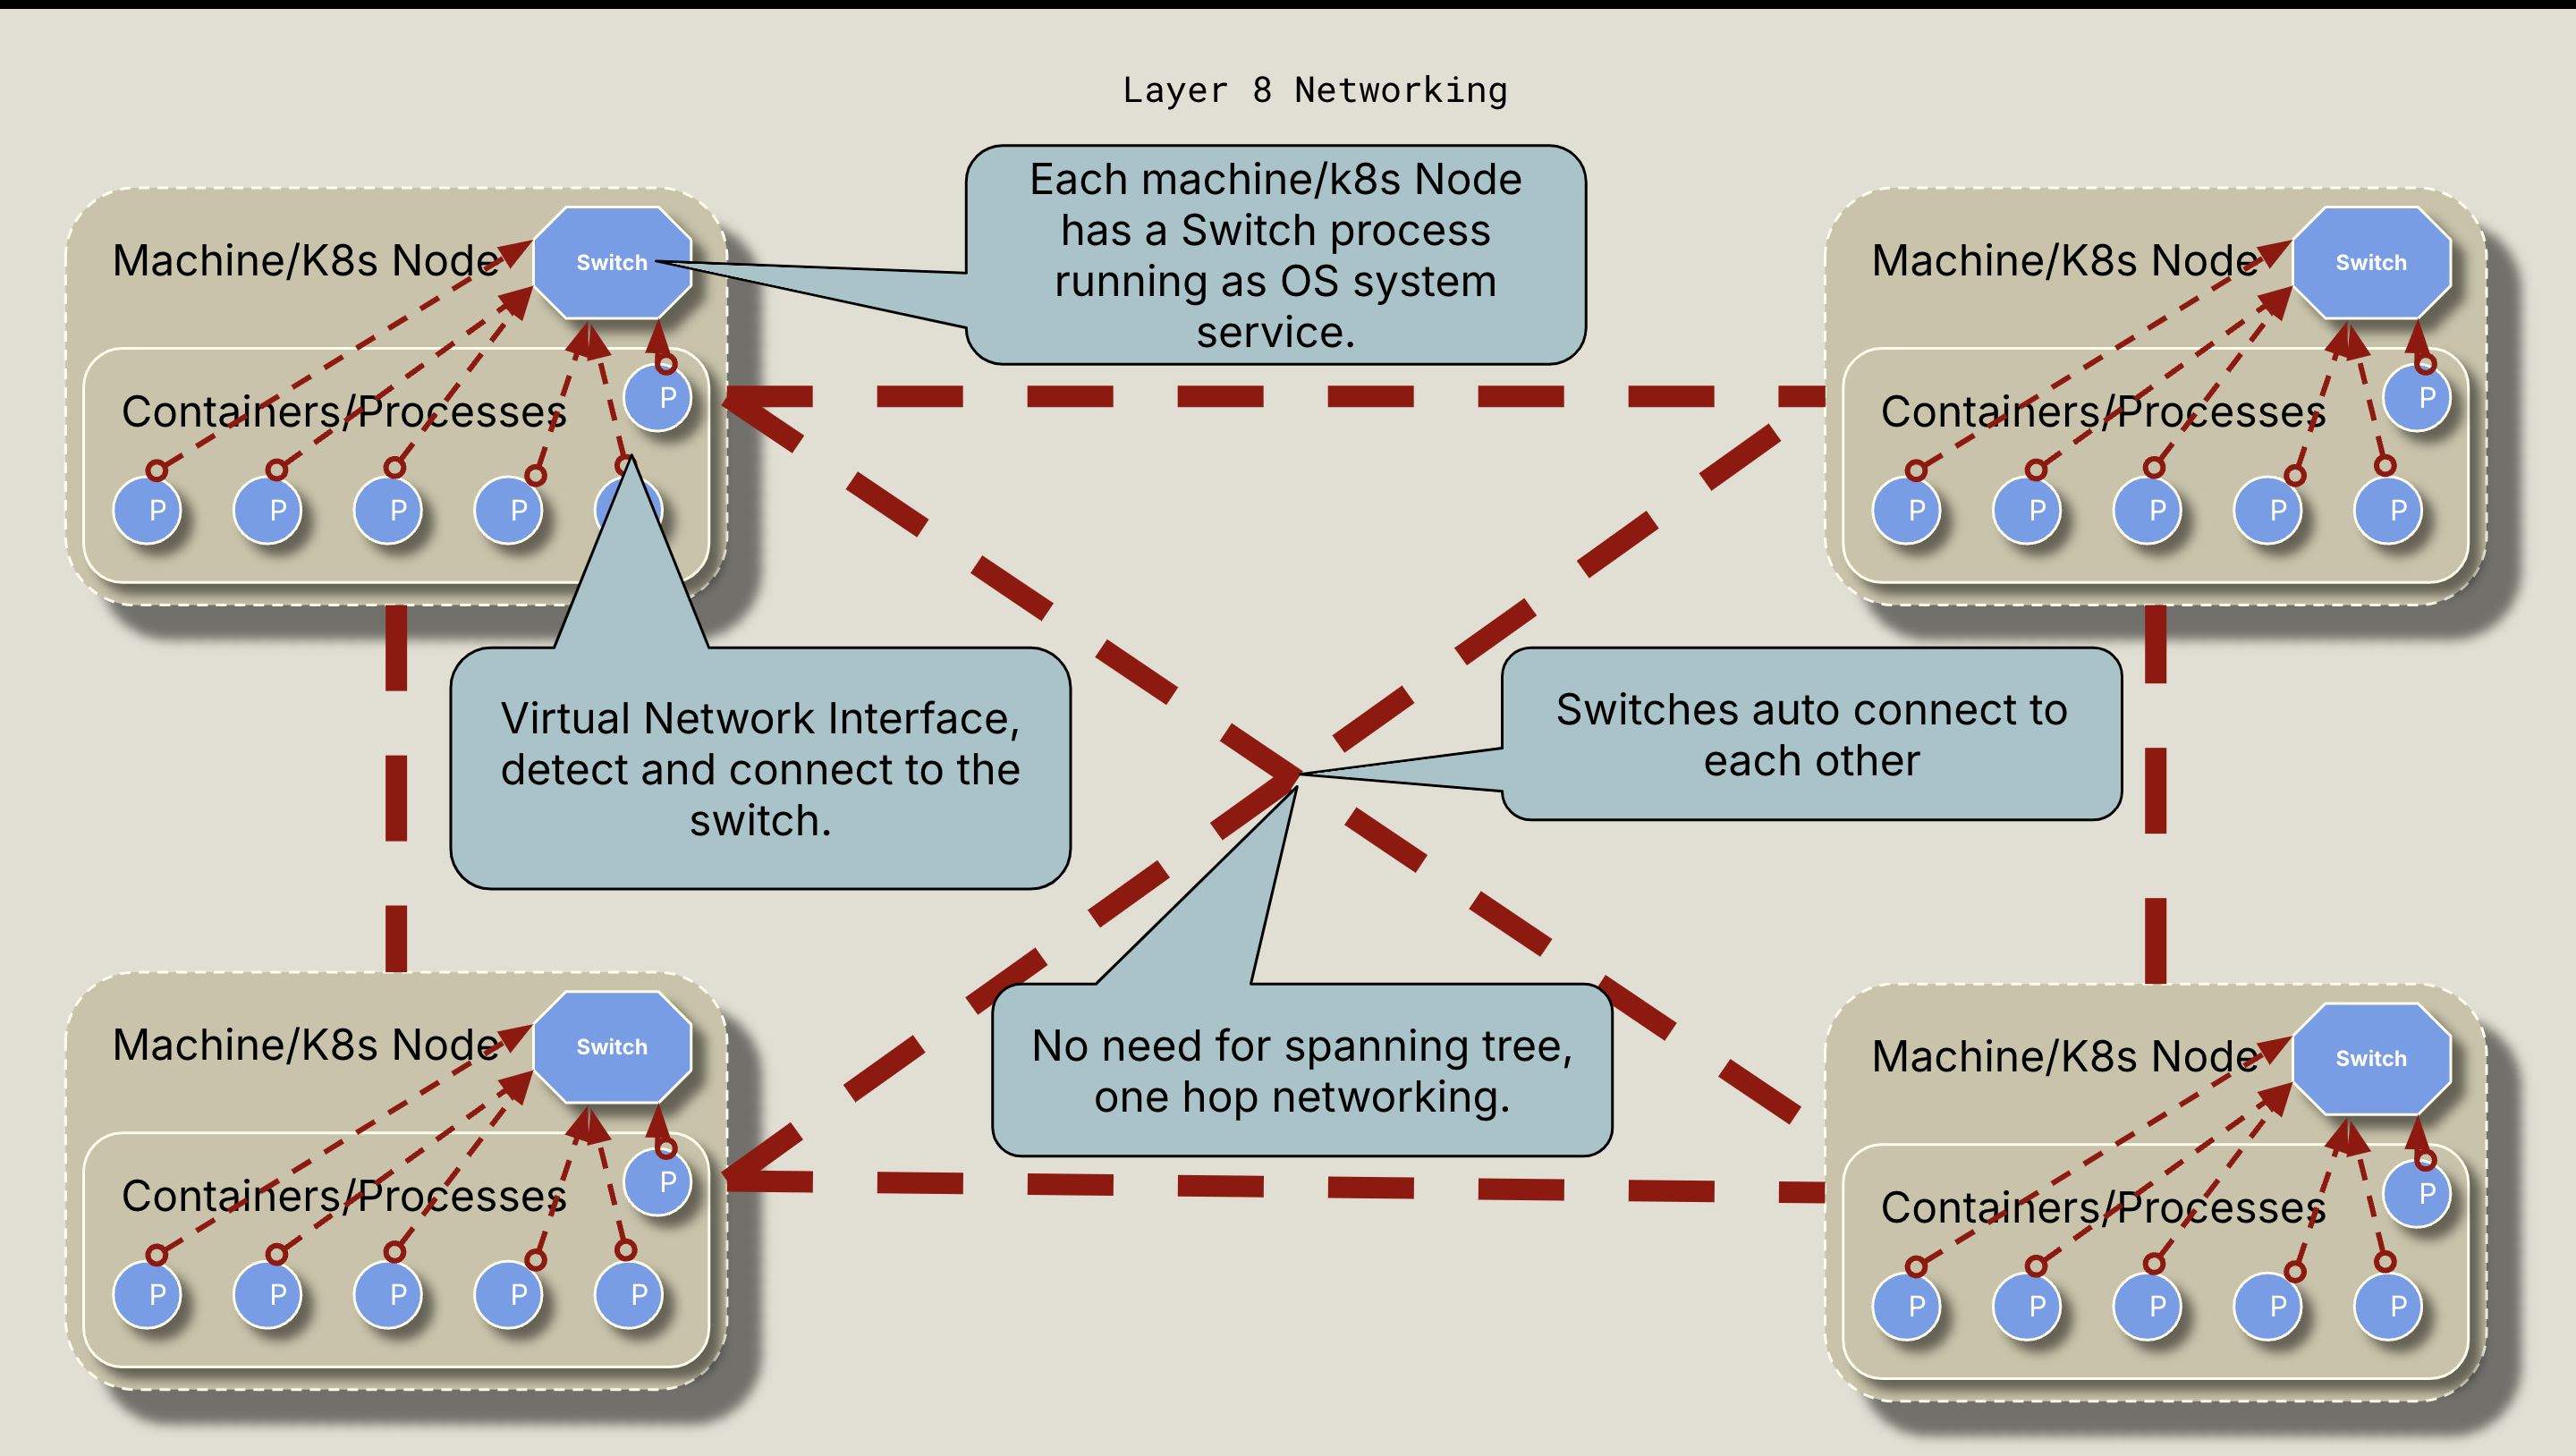 Layer 8 Networking
Each machine/k8s Node
has a Switch process
running as OS system
service.
Machine/K8s Node
Switch
Containers/Processes
P
P
P
P
P
Machine/K8s Node
Switch
Containers/Processes
P
P
P
P
P
P
Virtual Network Interface,
detect and connect to the
switch.
Switches auto connect to
each other
No need for spanning tree,
one hop networking.
Machine/K8s Node
Switch
Containers/Processes
P
P
P
P
P
P
Machine/K8s Node
Switch
Containers/Processes
P
P
P
P
P
P